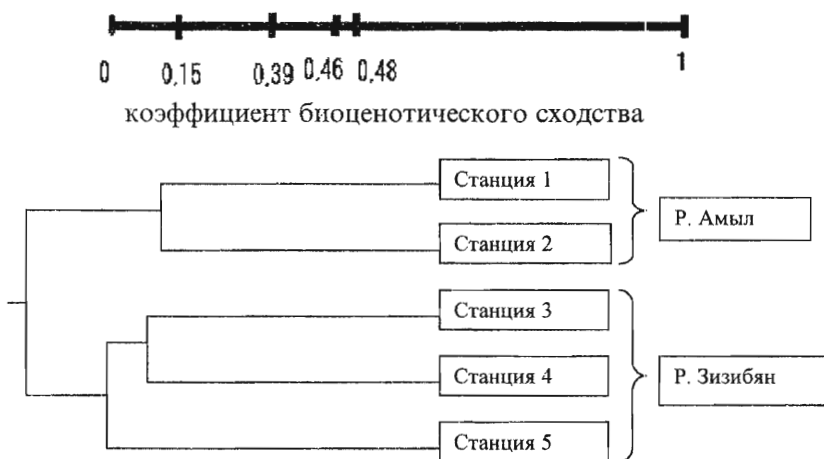 0 0,15 0,39 0,46 0,48 1
коэффициент биоценотического сходства
Станция 1
Станция 2
Р. Амыл
Станция 3
Станция 4
Р. Зизибян
Станция 5